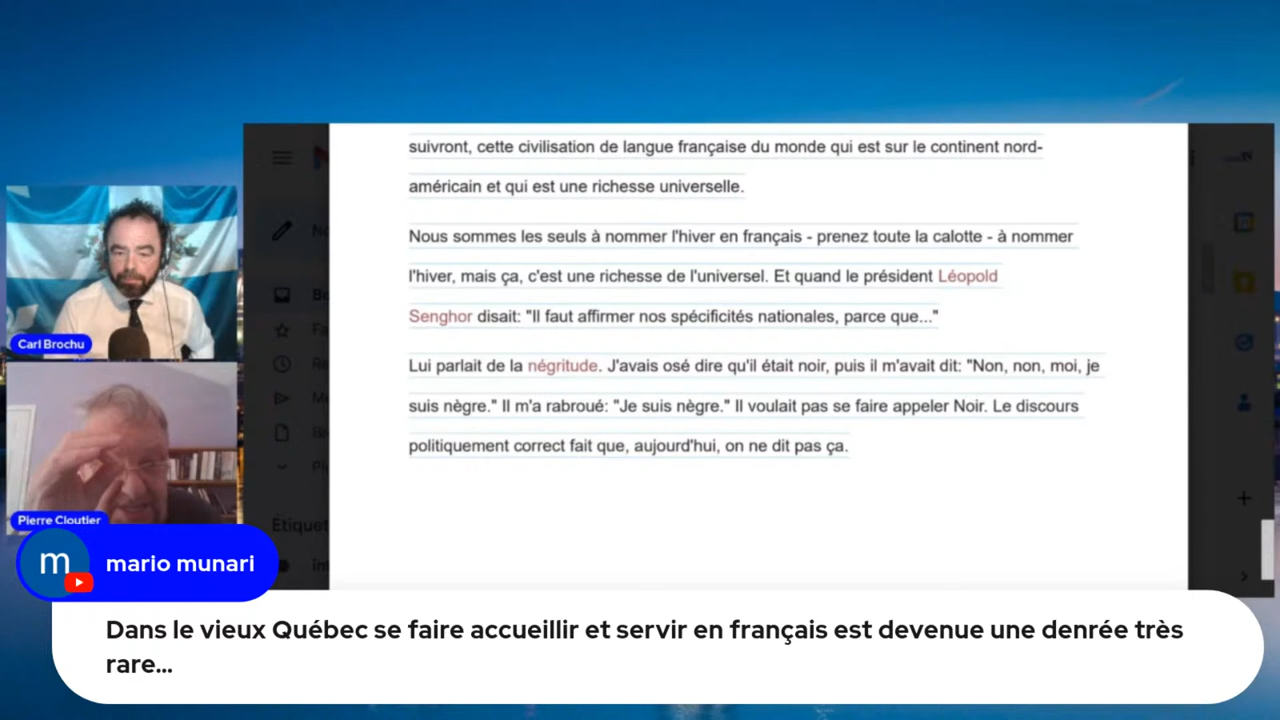 suivront, cette civilisation de langue française du monde qui est sur le continent nord-
américain et qui est une richesse universelle.
Nous sommes les seuls à nommer l'hiver en français - prenez toute la calotte - à nommer
l'hiver, mais ça, c'est une richesse de l'universel. Et quand le président Léopold
Senghor disait: "Il faut affirmer nos spécificités nationales, parce que..."
Lui parlait de la négritude. J'avais osé dire qu'il était noir, puis il m'avait dit: "Non, non, moi, je
suis nègre." Il m'a rabroué: "Je suis nègre." Il voulait pas se faire appeler Noir. Le discours
politiquement correct fait que, aujourd'hui, on ne dit pas ça.
Carl Brochu
Pierre Cloutier
m
mario munari
Dans le vieux Québec se faire accueillir et servir en français est devenue une denrée très
rare...